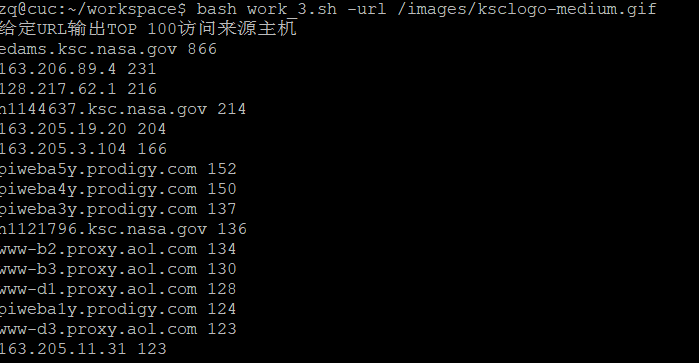 zq@cuc:~/workspace$ bash work_3.sh -url /images/ksclogo-medium.gif
给定URL输出TOP 100访问来源主机
edams.ksc.nasa.gov 866
163.206.89.4 231
128.217.62.1 216
n1144637.ksc.nasa.gov 214
163.205.19.20 204
163.205.3.104 166
piweba5y.prodigy.com 152
piweba4y.prodigy.com 150
piweba3y.prodigy.com 137
n1121796.ksc.nasa.gov 136
www-b2.proxy.aol.com 134
www-b3.proxy.aol.com 130
www-d1.proxy.aol.com 128
piweba1y.prodigy.com 124
www-d3.proxy.aol.com 123
163.205.11.31 123